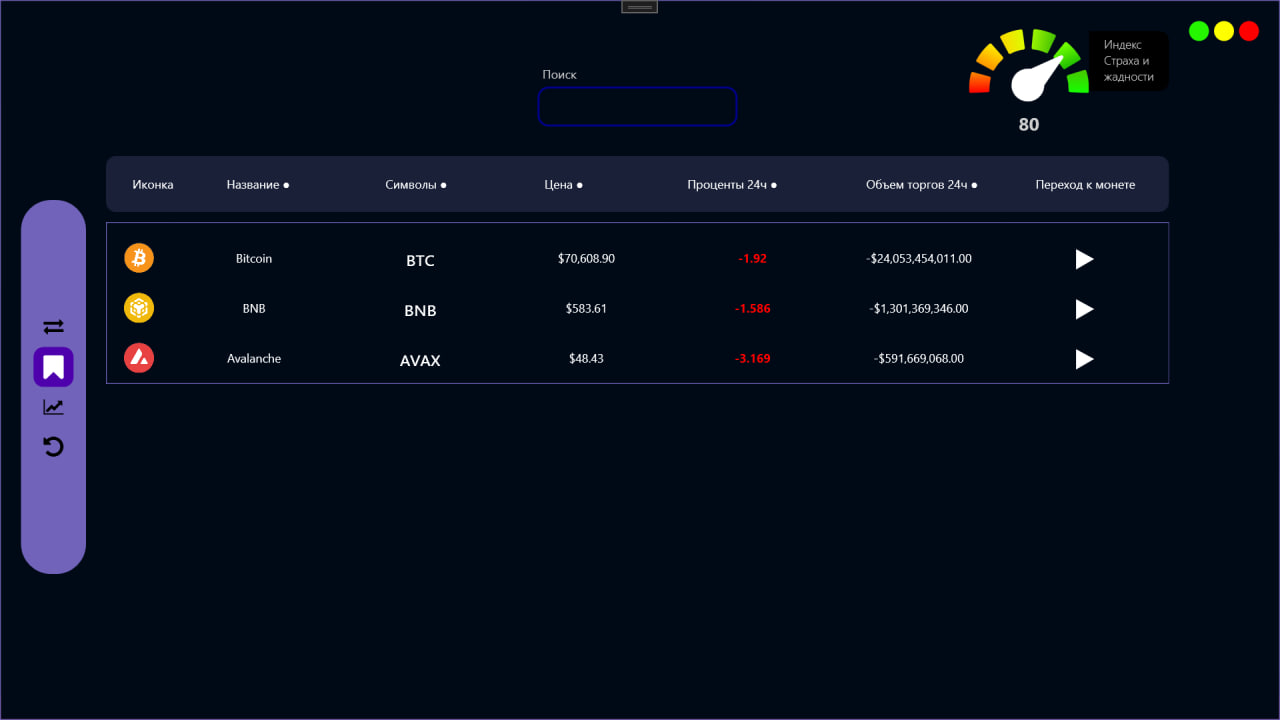 Индекс
Страха и
жадности
Поиск
80
Иконка Название ● Символы ● Цена ● Проценты 24ч ● Объем торгов 24ч ● Переход к монете
Bitcoin BTC $70,608.90 -1.92 -$24,053,454,011.00
BNB BNB $583.61 -1.586 -$1,301,369,346.00
Avalanche AVAX $48.43 -3.169 -$591,669,068.00